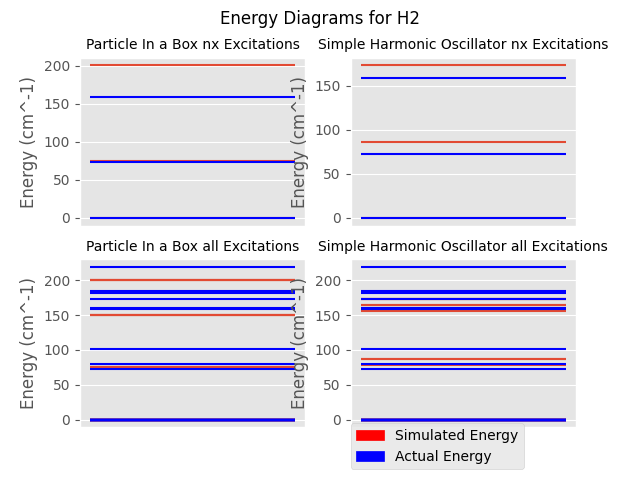 Energy Diagrams for H2
Particle In a Box nx Excitations
Simple Harmonic Oscillator nx Excitations
Energy (cm^-1)
200
150
100
50
0
Energy (cm^-1)
150
100
50
0
Particle In a Box all Excitations
Simple Harmonic Oscillator all Excitations
Energy (cm^-1)
200
150
100
50
0
Energy (cm^-1)
200
150
100
50
0
Simulated Energy
Actual Energy